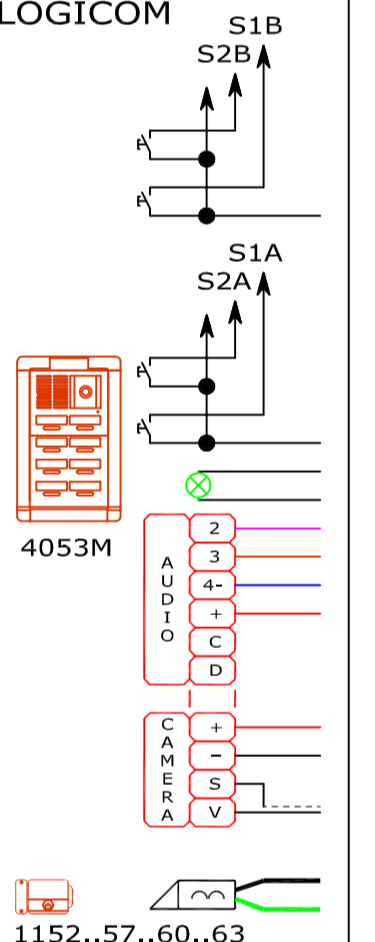 LOGICOM
S1B
S2B
S1A
S2A
4053M
AUDIO
2
3
4-
+
C
D
CAMERA
+
−
S
V
1152..57..60..63